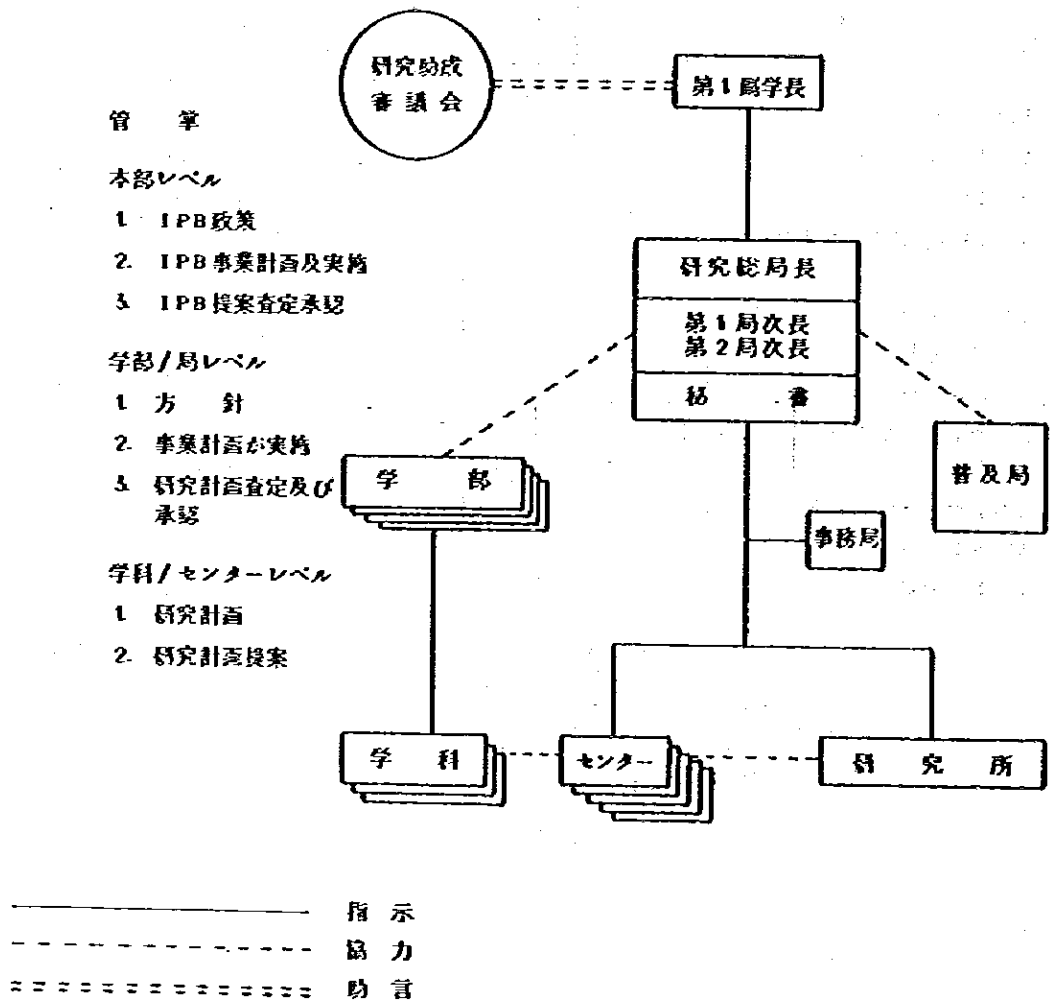 研究助成
審議会
第1副学長
管掌
本部レベル
1. IPB政策
2. IPB事業計画及実施
3. IPB提案査定承認
学部/局レベル
1. 方針
2. 事業計画が実施
3. 研究計画査定及び
承認
学科/センターレベル
1. 研究計画
2. 研究計画提案
研究総局長
第1局次長
第2局次長
秘書
学部
普及局
事務局
学科
センター
研究所
指示
協力
助言